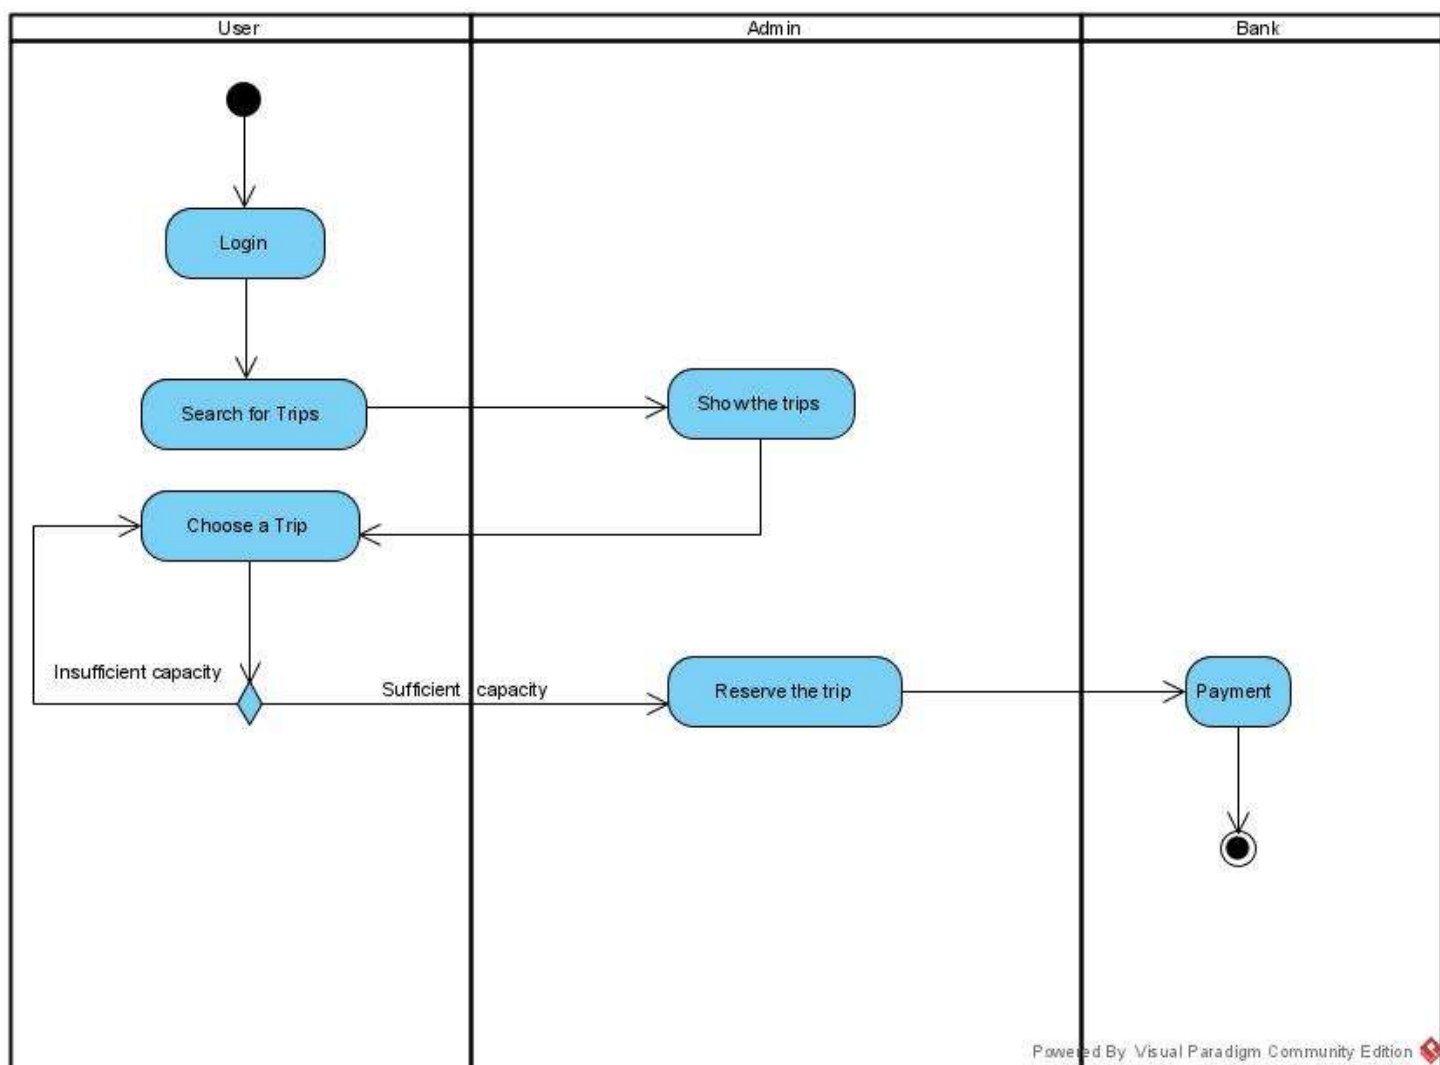 User
Admin
Bank
Login
Search for Trips
Showthe trips
Choose a Trip
Insufficient capacity
Sufficient capacity
Reserve the trip
Payment
Powered By Visual Paradigm Community Edition